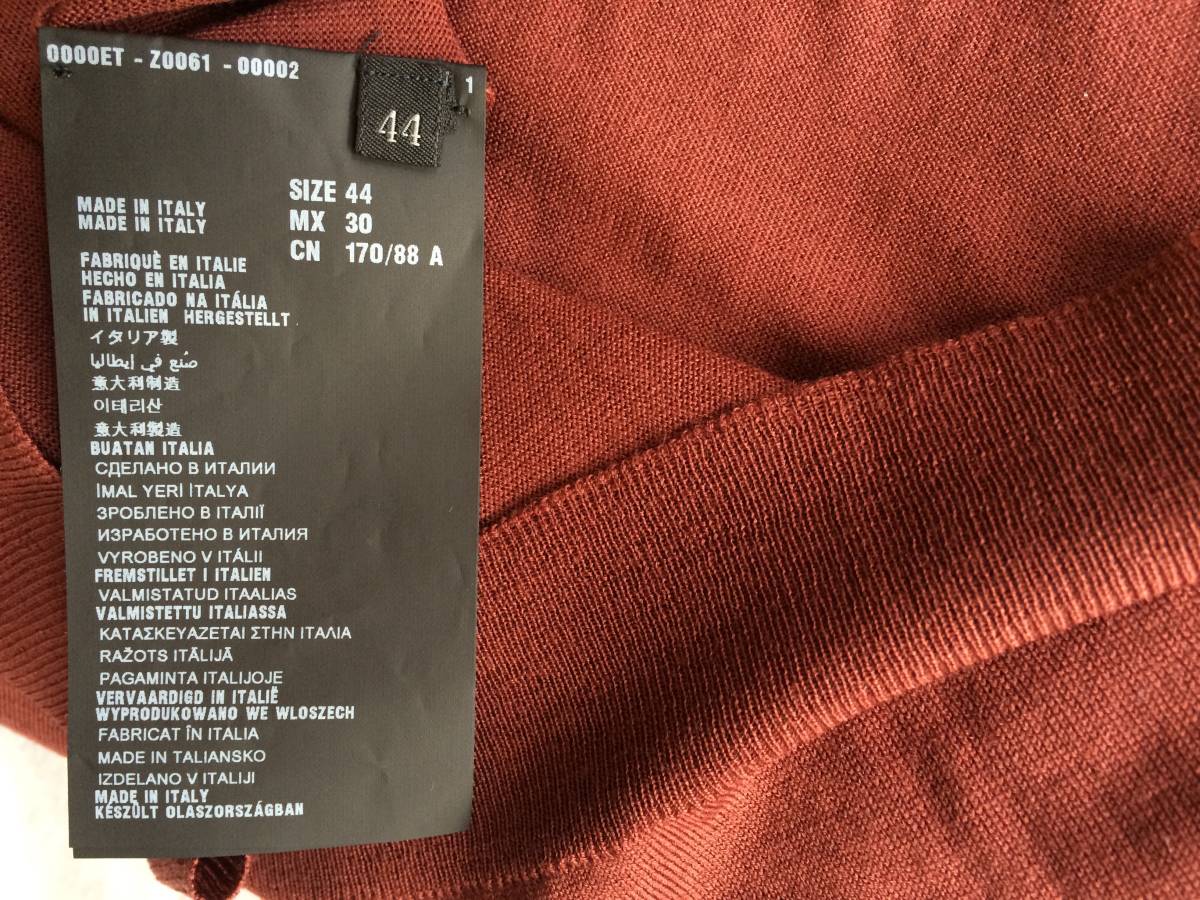 0000ET - Z0061 - 00002
1
44
SIZE 44
MX 30
CN 170/88 A
MADE IN ITALY
MADE IN ITALY
FABRIQUÈ EN ITALIE
HECHO EN ITALIA
FABRICADO NA ITÁLIA
IN ITALIEN HERGESTELLT
イタリア製
صُنع في إيطاليا
意大利制造
이테리산
意大利製造
BUATAN ITALIA
СДЕЛАНО В ИТАЛИИ
İMAL YERİ İTALYA
ЗРОБЛЕНО В ІТАЛІЇ
ИЗРАБОТЕНО В ИТАЛИЯ
VYROBENO V ITÁLII
FREMSTILLET I ITALIEN
VALMISTATUD ITAALIAS
VALMISTETTU ITALIASSA
ΚΑΤΑΣΚΕΥΑΖΕΤΑΙ ΣΤΗΝ ΙΤΑΛΙΑ
RAŽOTS ITĀLIJĀ
PAGAMINTA ITALIJOJE
VERVAARDIGD IN ITALIË
WYPRODUKOWANO WE WLOSZECH
FABRICAT ÎN ITALIA
MADE IN TALIANSKO
IZDELANO V ITALIJI
MADE IN ITALY
KÉSZÜLT OLASZORSZÁGBAN